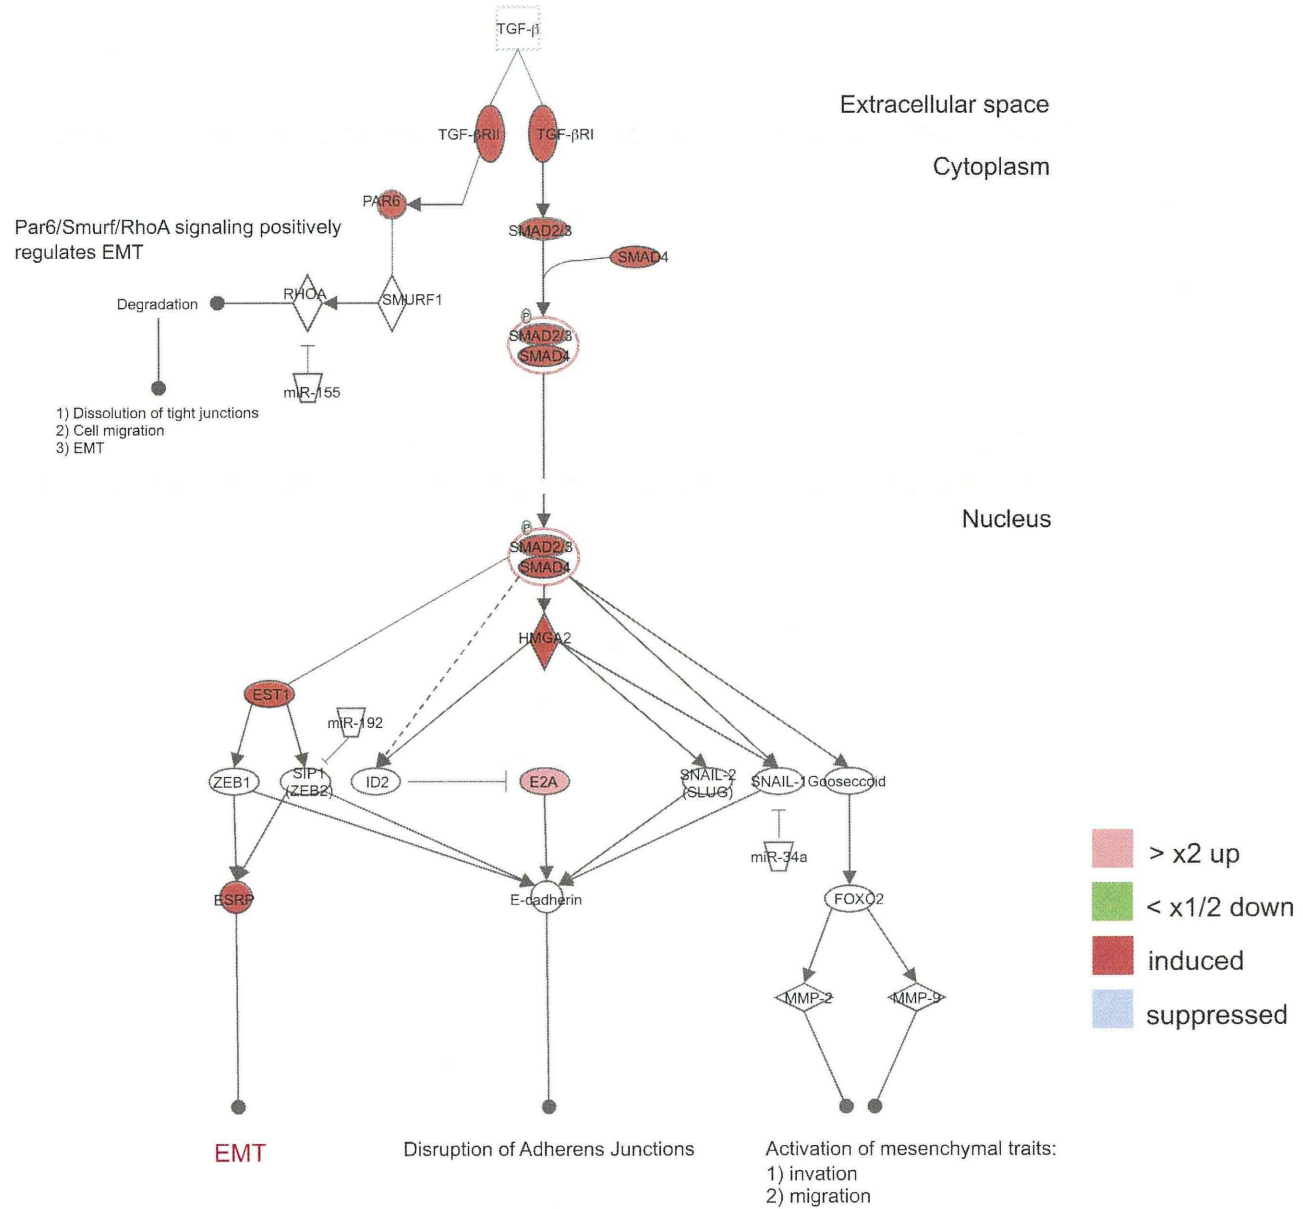 TGF-β
Extracellular space
TGF-βRII
TGF-βRI
Cytoplasm
PAR6
Par6/Smurf/RhoA signaling positively
regulates EMT
SMAD2/3
SMAD4
Degradation
RHOA
SMURF1
P
SMAD2/3
SMAD4
miR-155
1) Dissolution of tight junctions
2) Cell migration
3) EMT
Nucleus
P
SMAD2/3
SMAD4
HMGA2
EST1
miR-192
ZEB1
SIP1
(ZEB2)
ID2
E2A
SNAIL-2
(SLUG)
SNAIL-1
Gooseccoid
miR-34a
ESRP
E-cadherin
FOXC2
MMP-2
MMP-9
> x2 up
< x1/2 down
induced
suppressed
EMT
Disruption of Adherens Junctions
Activation of mesenchymal traits:
1) invation
2) migration